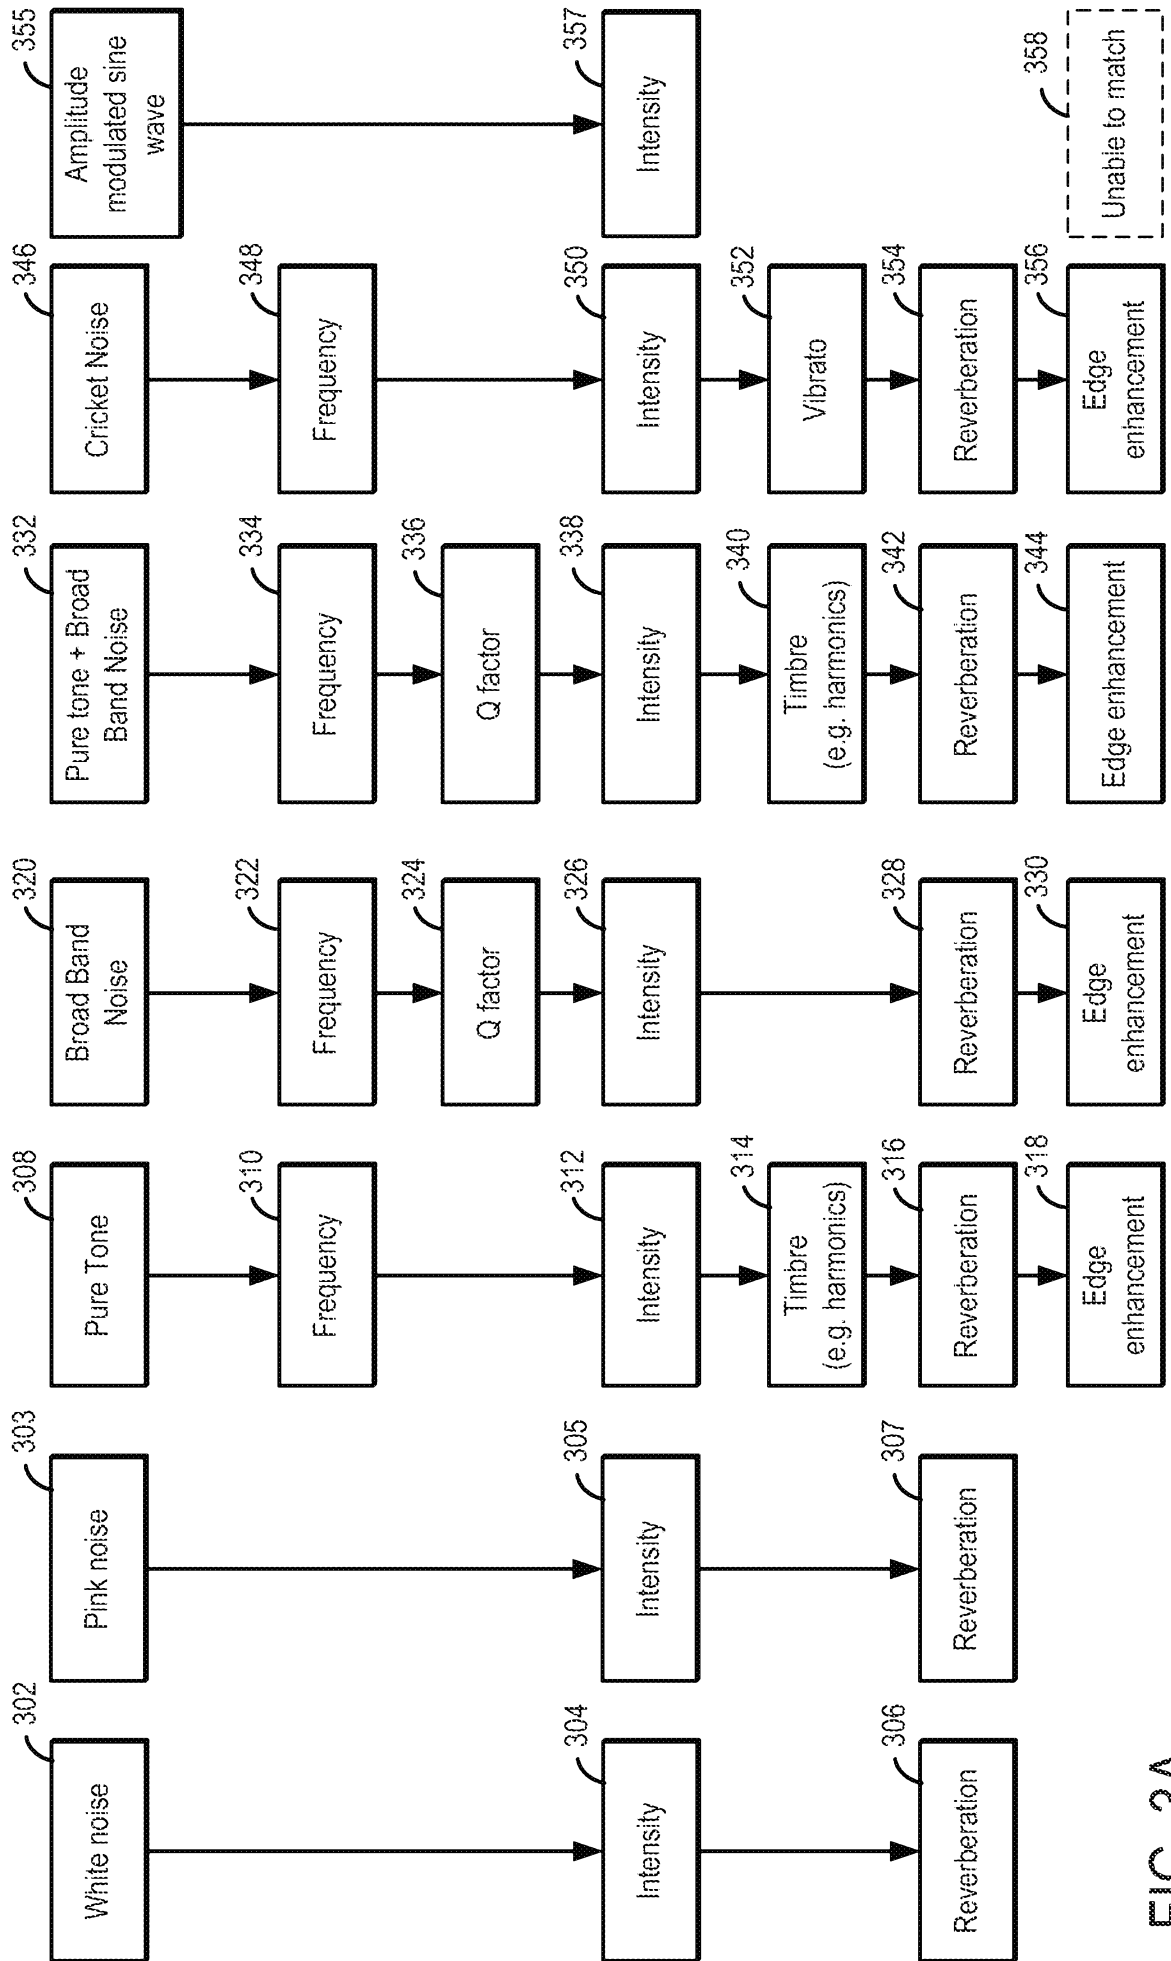 302
White noise
304
Intensity
306
Reverberation
303
Pink noise
305
Intensity
307
Reverberation
308
Pure Tone
310
Frequency
312
Intensity
314
Timbre
(e.g. harmonics)
316
Reverberation
318
Edge
enhancement
320
Broad Band
Noise
322
Frequency
324
Q factor
326
Intensity
328
Reverberation
330
Edge
enhancement
332
Pure tone + Broad
Band Noise
334
Frequency
336
Q factor
338
Intensity
340
Timbre
(e.g. harmonics)
342
Reverberation
344
Edge enhancement
346
Cricket Noise
348
Frequency
350
Intensity
352
Vibrato
354
Reverberation
356
Edge
enhancement
355
Amplitude
modulated sine
wave
357
Intensity
358
Unable to match